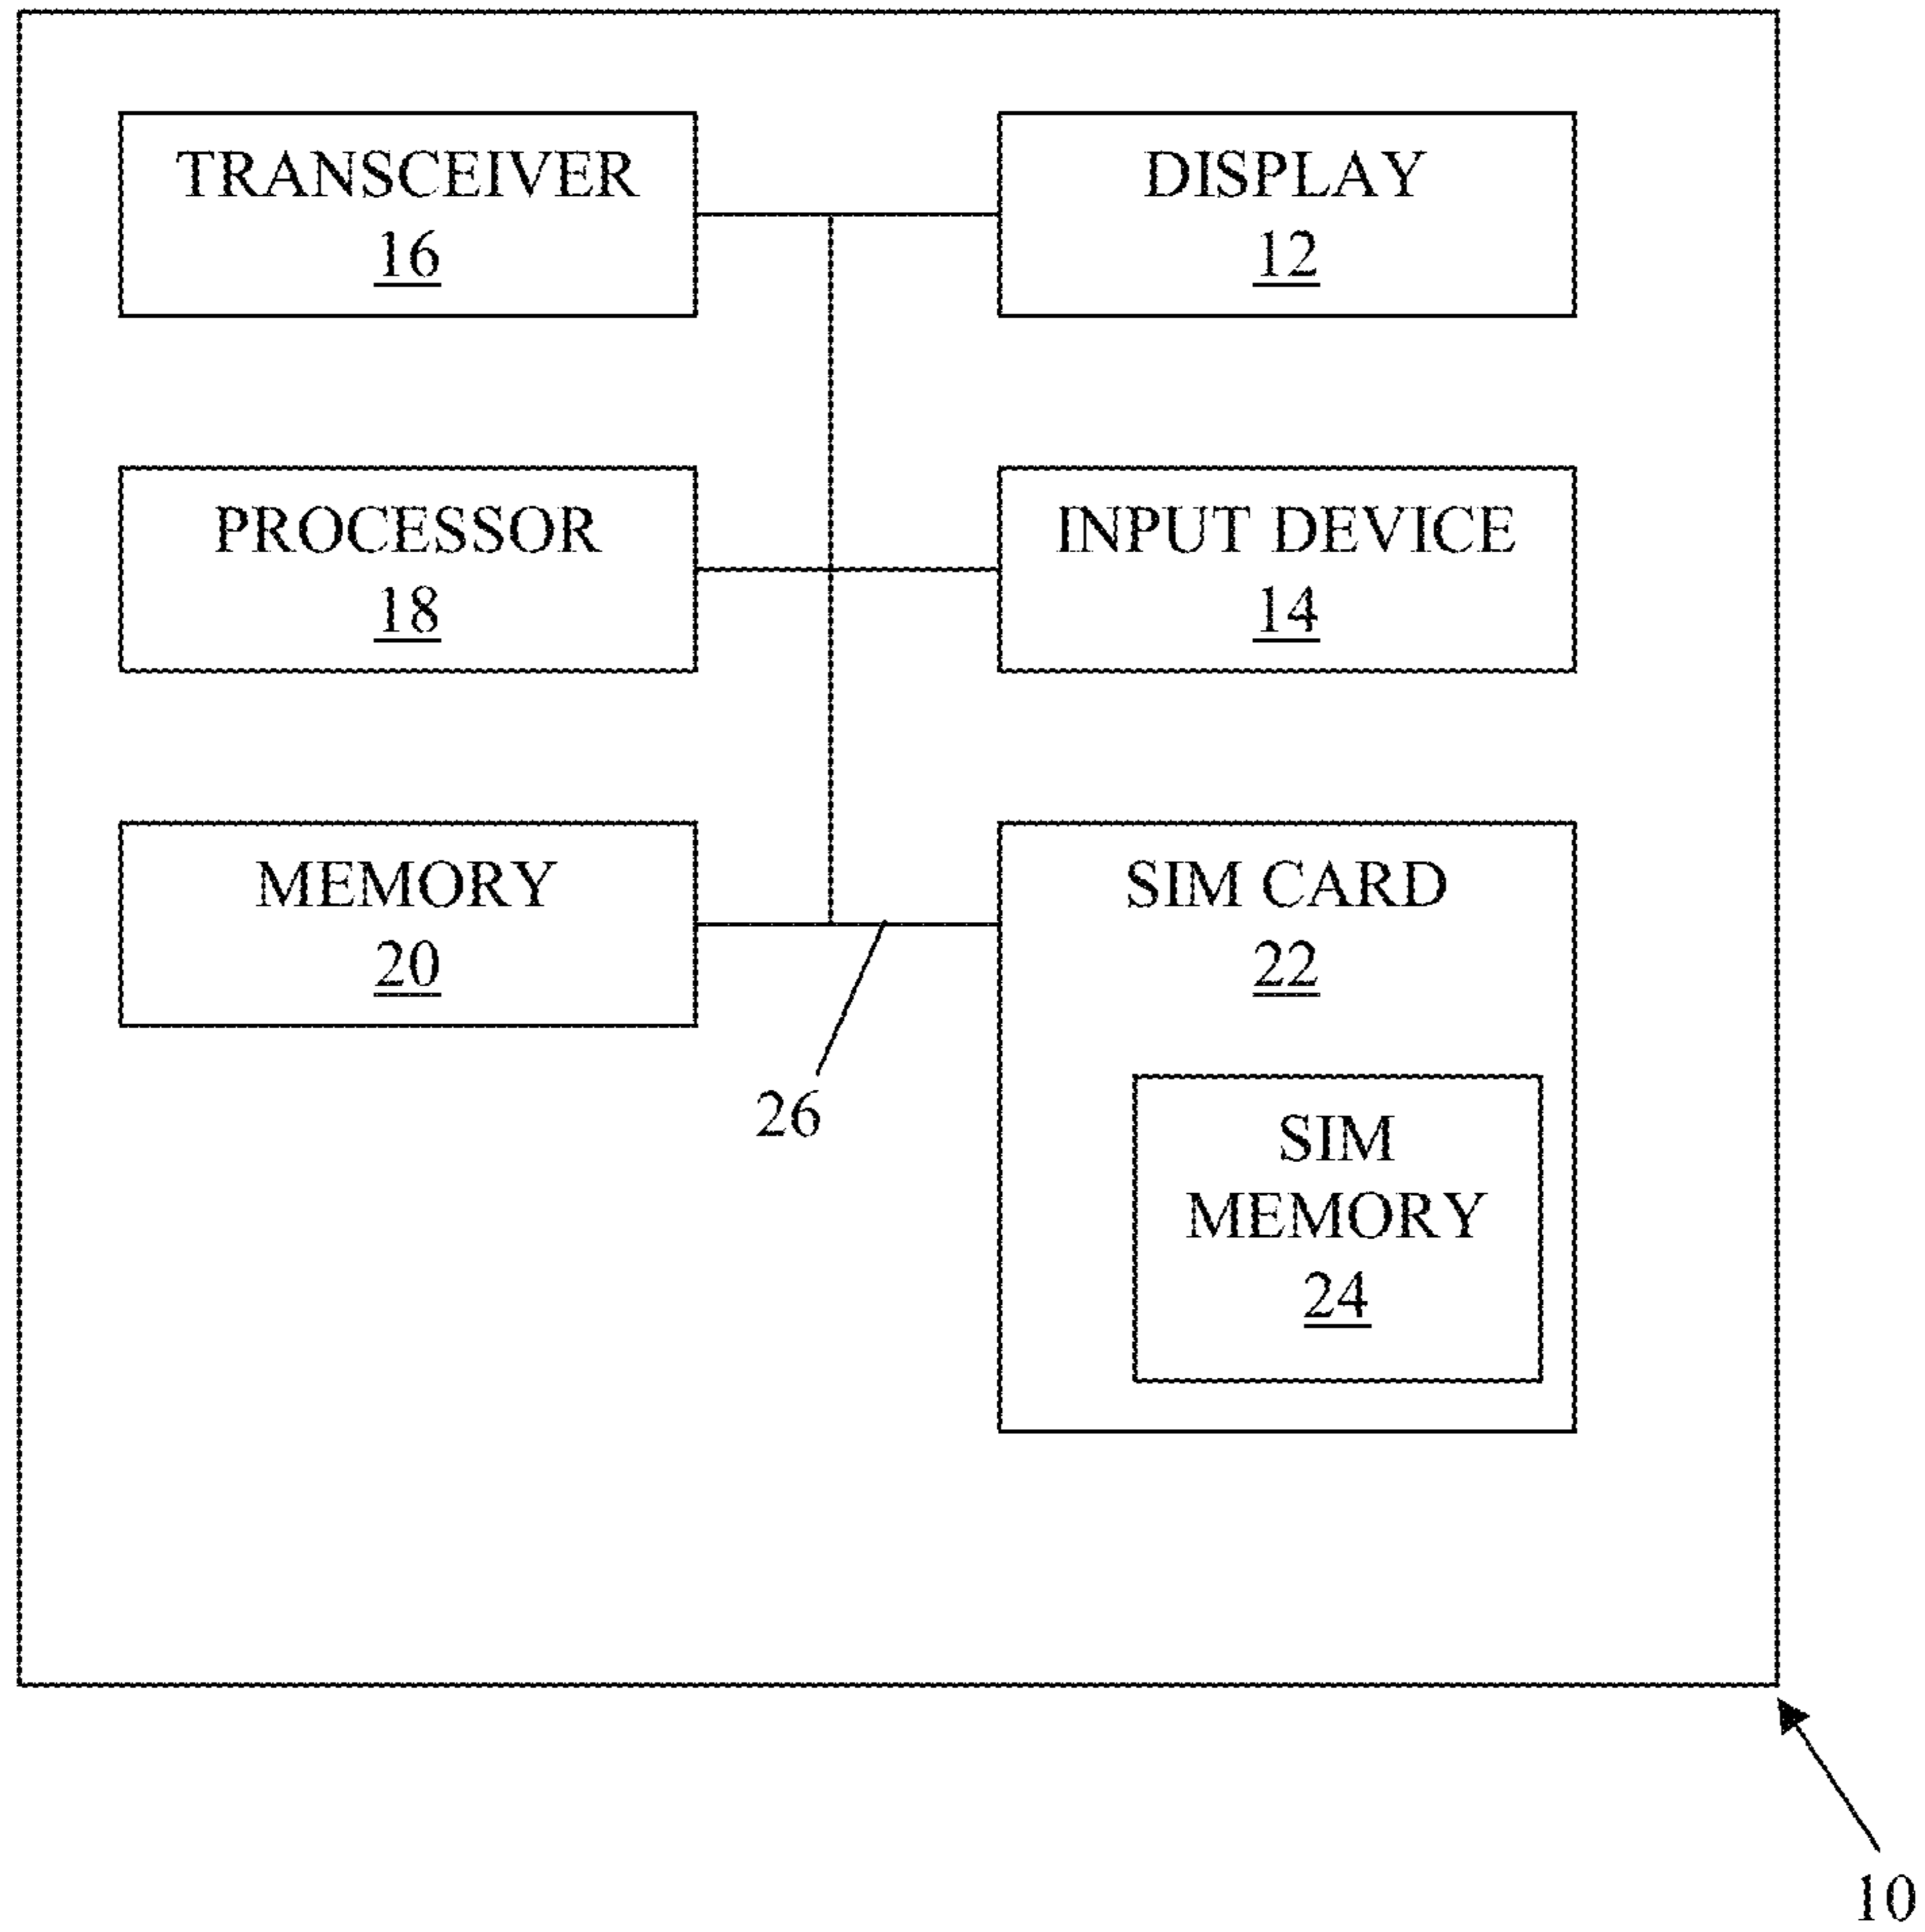 TRANSCEIVER
16
DISPLAY
12
PROCESSOR
18
INPUT DEVICE
14
MEMORY
20
SIM CARD
22
26
SIM
MEMORY
24
10